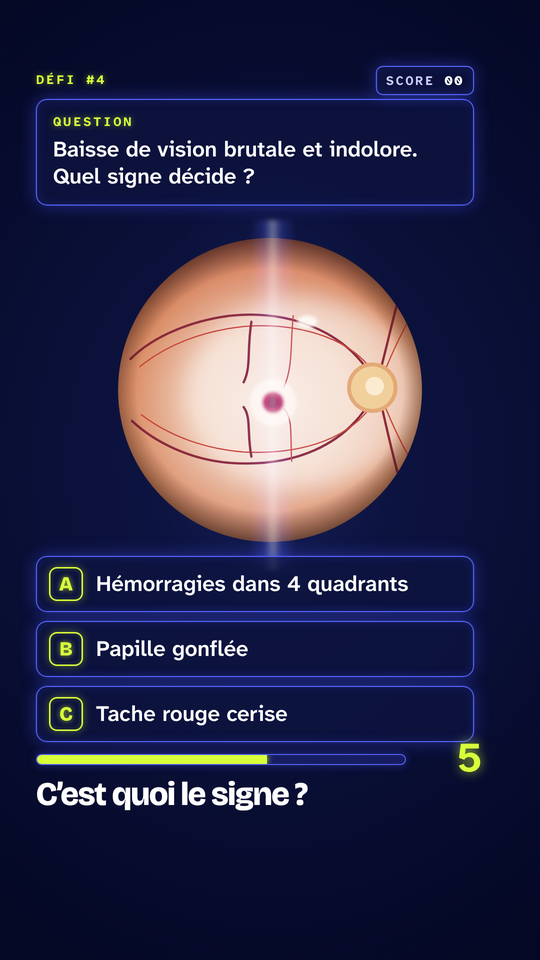 DÉFI #4
SCORE 00
QUESTION
Baisse de vision brutale et indolore.
Quel signe décide ?
A Hémorragies dans 4 quadrants
B Papille gonflée
C Tache rouge cerise
5
C'est quoi le signe ?